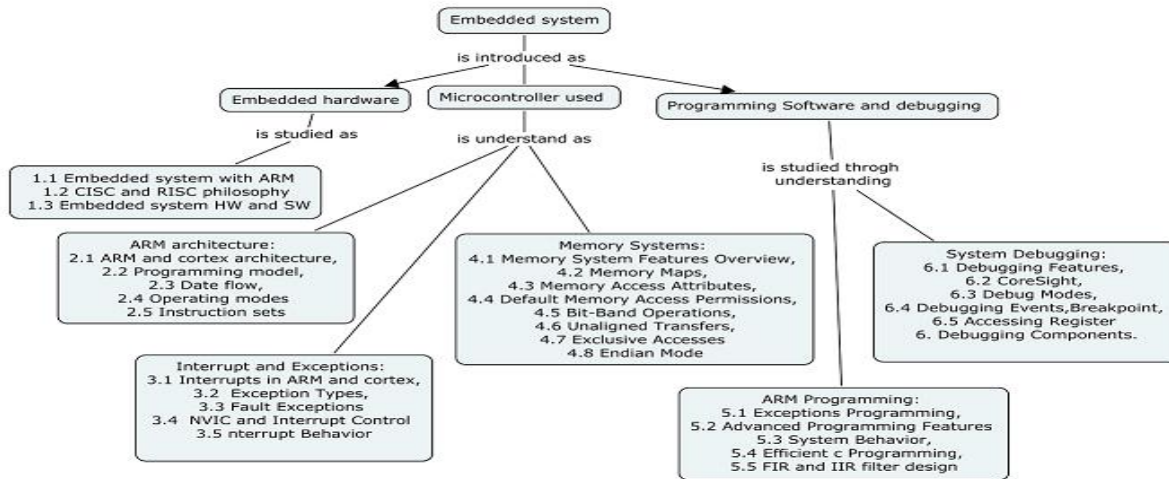 Embedded system
is introduced as
Embedded hardware
Microcontroller used
Programming Software and debugging
is studied as
is understand as
is studied throgh
understanding
1.1 Embedded system with ARM
1.2 CISC and RISC philosophy
1.3 Embedded system HW and SW
ARM architecture:
2.1 ARM and cortex architecture,
2.2 Programming model,
2.3 Date flow,
2.4 Operating modes
2.5 Instruction sets
Memory Systems:
4.1 Memory System Features Overview,
4.2 Memory Maps,
4.3 Memory Access Attributes,
4.4 Default Memory Access Permissions,
4.5 Bit-Band Operations,
4.6 Unaligned Transfers,
4.7 Exclusive Accesses
4.8 Endian Mode
System Debugging:
6.1 Debugging Features,
6.2 CoreSight,
6.3 Debug Modes,
6.4 Debugging Events,Breakpoint,
6.5 Accessing Register
6. Debugging Components.
Interrupt and Exceptions:
3.1 Interrupts in ARM and cortex,
3.2 Exception Types,
3.3 Fault Exceptions
3.4 NVIC and Interrupt Control
3.5 nterrupt Behavior
ARM Programming:
5.1 Exceptions Programming,
5.2 Advanced Programming Features
5.3 System Behavior,
5.4 Efficient c Programming,
5.5 FIR and IIR filter design